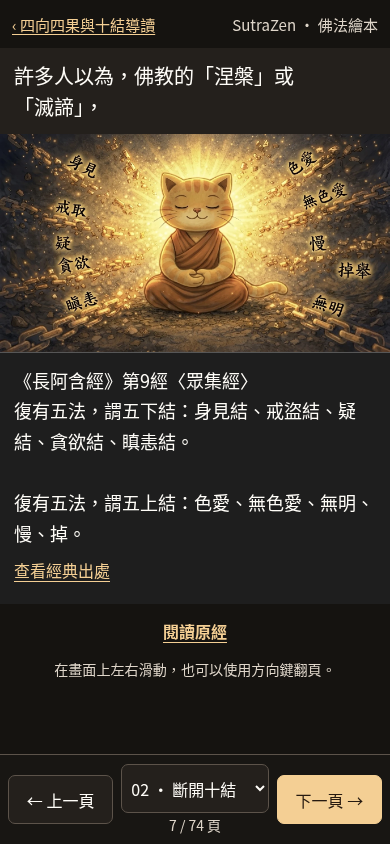 ‹ 四向四果與十結導讀
SutraZen · 佛法繪本
許多人以為，佛教的「涅槃」或
「滅諦」，
身見
戒取
疑
貪欲
瞋恚
色愛
無色愛
慢
掉舉
無明
《長阿含經》第9經〈眾集經〉
復有五法，謂五下結：身見結、戒盜結、疑
結、貪欲結、瞋恚結。
復有五法，謂五上結：色愛、無色愛、無明、
慢、掉。
查看經典出處
閱讀原經
在畫面上左右滑動，也可以使用方向鍵翻頁。
← 上一頁
02 · 斷開十結
下一頁 →
7 / 74 頁